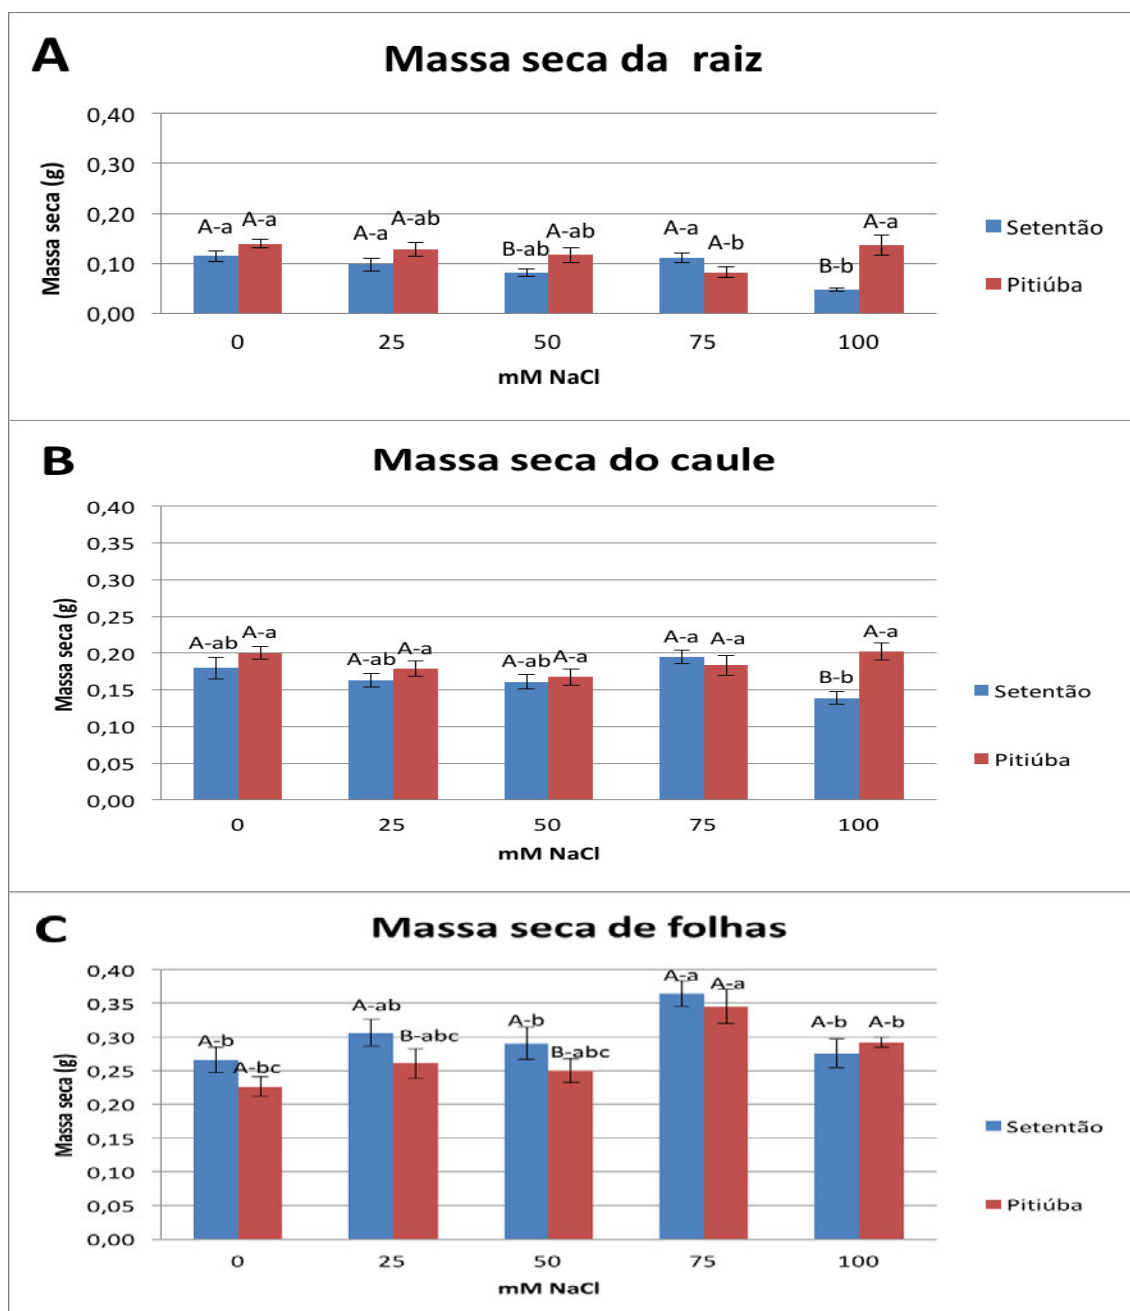 A
Massa seca da raiz
Massa seca (g)
0,40
0,30
0,20
0,10
0,00
A-a A-a A-a A-ab B-ab A-ab A-a A-b B-b A-a
0 25 50 75 100
mM NaCl
Setentão
Pitiúba
B
Massa seca do caule
Massa seca (g)
0,40
0,35
0,30
0,25
0,20
0,15
0,10
0,05
0,00
A-ab A-a A-ab A-a A-ab A-a A-a A-a B-b A-a
0 25 50 75 100
mM NaCl
Setentão
Pitiúba
C
Massa seca de folhas
Massa seca (g)
0,40
0,35
0,30
0,25
0,20
0,15
0,10
0,05
0,00
A-b A-bc A-ab B-abc A-b B-abc A-a A-a A-b A-b
0 25 50 75 100
mM NaCl
Setentão
Pitiúba